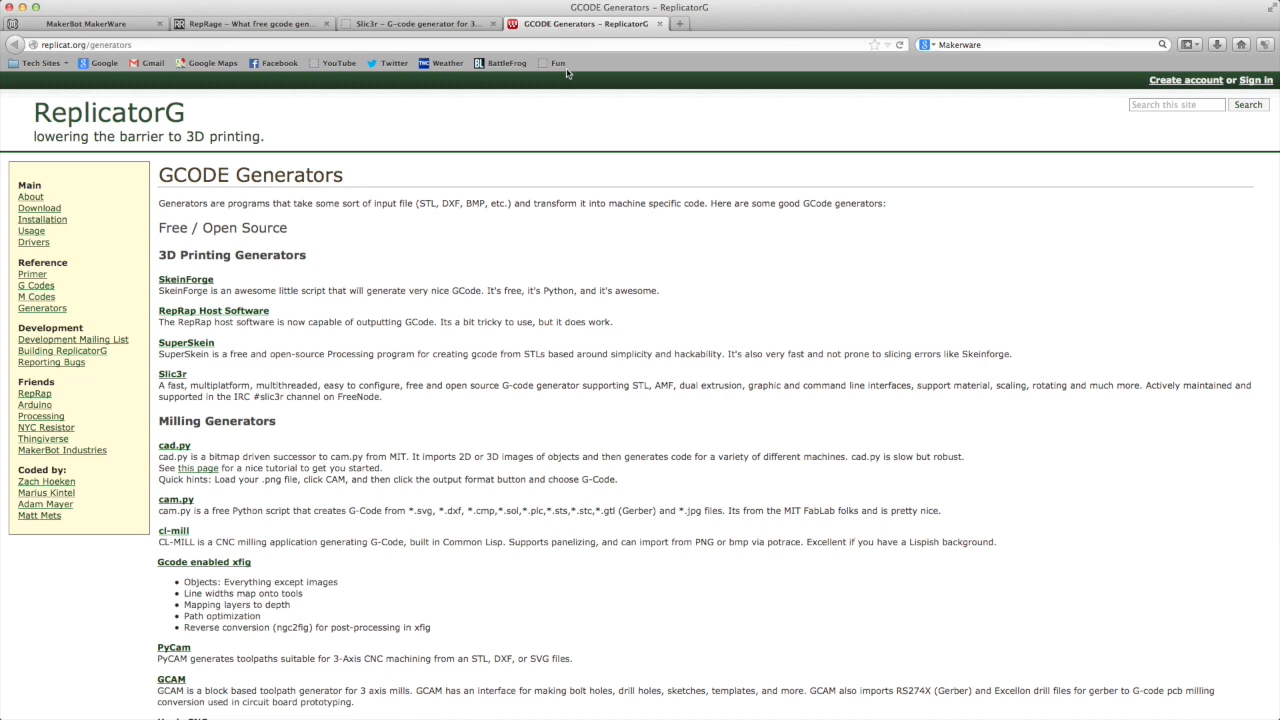 GCODE Generators – ReplicatorG
MakerBot MakerWare
RepRage – What free gcode gen...
Slic3r – G-code generator for 3...
GCODE Generators – ReplicatorG
replicat.org/generators
Makerware
Tech Sites
Google
Gmail
Google Maps
Facebook
YouTube
Twitter
Weather
BattleFrog
Fun
Create account or Sign in
ReplicatorG
lowering the barrier to 3D printing.
Search this site
Search
Main
About
Download
Installation
Usage
Drivers
Reference
Primer
G Codes
M Codes
Generators
Development
Development Mailing List
Building ReplicatorG
Reporting Bugs
Friends
RepRap
Arduino
Processing
NYC Resistor
Thingiverse
MakerBot Industries
Coded by:
Zach Hoeken
Marius Kintel
Adam Mayer
Matt Mets
GCODE Generators
Generators are programs that take some sort of input file (STL, DXF, BMP, etc.) and transform it into machine specific code. Here are some good GCode generators:
Free / Open Source
3D Printing Generators
SkeinForge
SkeinForge is an awesome little script that will generate very nice GCode. It's free, it's Python, and it's awesome.
RepRap Host Software
The RepRap host software is now capable of outputting GCode. Its a bit tricky to use, but it does work.
SuperSkein
SuperSkein is a free and open-source Processing program for creating gcode from STLs based around simplicity and hackability. It's also very fast and not prone to slicing errors like Skeinforge.
Slic3r
A fast, multiplatform, multithreaded, easy to configure, free and open source G-code generator supporting STL, AMF, dual extrusion, graphic and command line interfaces, support material, scaling, rotating and much more. Actively maintained and
supported in the IRC #slic3r channel on FreeNode.
Milling Generators
cad.py
cad.py is a bitmap driven successor to cam.py from MIT. It imports 2D or 3D images of objects and then generates code for a variety of different machines. cad.py is slow but robust.
See this page for a nice tutorial to get you started.
Quick hints: Load your .png file, click CAM, and then click the output format button and choose G-Code.
cam.py
cam.py is a free Python script that creates G-Code from *.svg, *.dxf, *.cmp,*.sol,*.plc,*.sts,*.stc,*.gtl (Gerber) and *.jpg files. Its from the MIT FabLab folks and is pretty nice.
cl-mill
CL-MILL is a CNC milling application generating G-Code, built in Common Lisp. Supports panelizing, and can import from PNG or bmp via potrace. Excellent if you have a Lispish background.
Gcode enabled xfig
• Objects: Everything except images
• Line widths map onto tools
• Mapping layers to depth
• Path optimization
• Reverse conversion (ngc2fig) for post-processing in xfig
PyCam
PyCAM generates toolpaths suitable for 3-Axis CNC machining from an STL, DXF, or SVG files.
GCAM
GCAM is a block based toolpath generator for 3 axis mills. GCAM has an interface for making bolt holes, drill holes, sketches, templates, and more. GCAM also imports RS274X (Gerber) and Excellon drill files for gerber to G-code pcb milling
conversion used in circuit board prototyping.